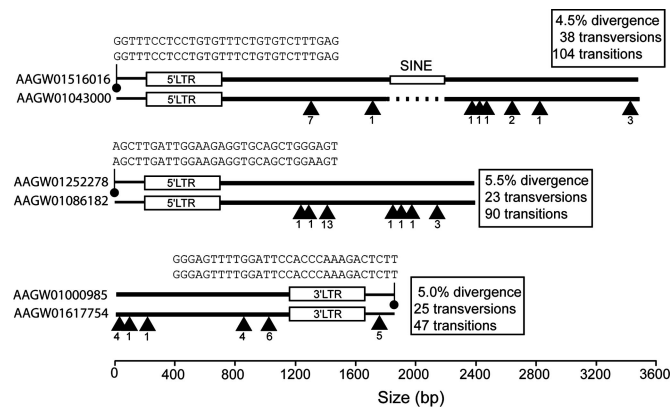 4.5% divergence
38 transversions
104 transitions
GGTTTCCTCCTGTGTTTCTGTGTCTTTGAG
GGTTTCCTCCTGTGTTTCTGTGTCTTTGAG
SINE
AAGW01516016 5'LTR
AAGW01043000 5'LTR
7 1 1 1 1 2 1 3
AGCTTGATTGGAAGAGGTGCAGCTGGGAGT
AGCTTGATTGGAAGAGGTGCAGCTGGAAGT
AAGW01252278 5'LTR
AAGW01086182 5'LTR
1 1 13 1 1 1 3
5.5% divergence
23 transversions
90 transitions
GGGAGTTTTGGATTCCACCCAAAGACTCTT
GGGAGTTTTGGATTCCACCCAAAGACTCTT
AAGW01000985 3'LTR
AAGW01617754 3'LTR
4 1 1 4 6 5
5.0% divergence
25 transversions
47 transitions
0 400 800 1200 1600 2000 2400 2800 3200 3600
Size (bp)